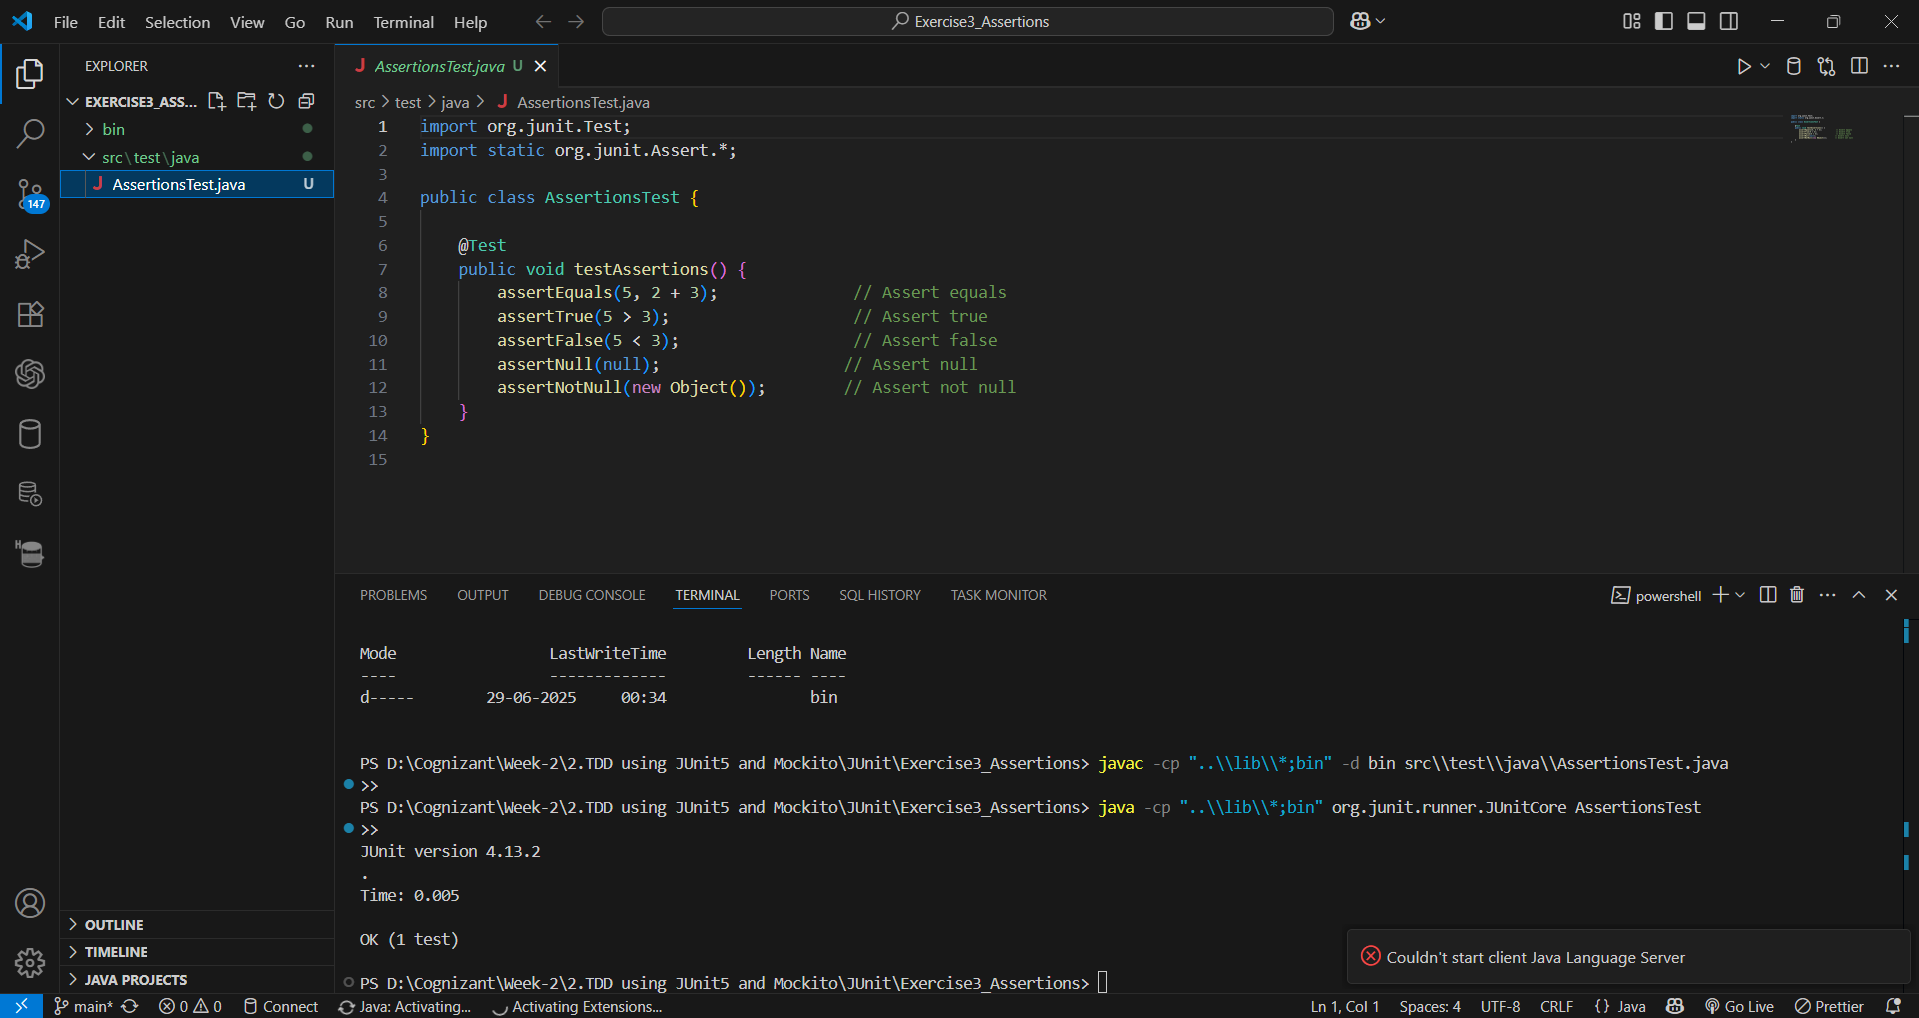 File Edit Selection View Go Run Terminal Help
Exercise3_Assertions
EXPLORER
EXERCISE3_ASS...
bin
src\test\java
J AssertionsTest.java U
147
J AssertionsTest.java U
src > test > java > J AssertionsTest.java
1 import org.junit.Test;
2 import static org.junit.Assert.*;
3
4 public class AssertionsTest {
5
6 @Test
7 public void testAssertions() {
8 assertEquals(5, 2 + 3); // Assert equals
9 assertTrue(5 > 3); // Assert true
10 assertFalse(5 < 3); // Assert false
11 assertNull(null); // Assert null
12 assertNotNull(new Object()); // Assert not null
13 }
14 }
15
PROBLEMS OUTPUT DEBUG CONSOLE TERMINAL PORTS SQL HISTORY TASK MONITOR
powershell
Mode LastWriteTime Length Name
---- ------------- ------ ----
d----- 29-06-2025 00:34 bin
PS D:\Cognizant\Week-2\2.TDD using JUnit5 and Mockito\JUnit\Exercise3_Assertions> javac -cp "..\\lib\\*;bin" -d bin src\\test\\java\\AssertionsTest.java
>>
PS D:\Cognizant\Week-2\2.TDD using JUnit5 and Mockito\JUnit\Exercise3_Assertions> java -cp "..\\lib\\*;bin" org.junit.runner.JUnitCore AssertionsTest
>>
JUnit version 4.13.2
.
Time: 0.005
OK (1 test)
PS D:\Cognizant\Week-2\2.TDD using JUnit5 and Mockito\JUnit\Exercise3_Assertions>
OUTLINE
TIMELINE
JAVA PROJECTS
Couldn't start client Java Language Server
main* 0 0 Connect Java: Activating... Activating Extensions... Ln 1, Col 1 Spaces: 4 UTF-8 CRLF {} Java Go Live Prettier